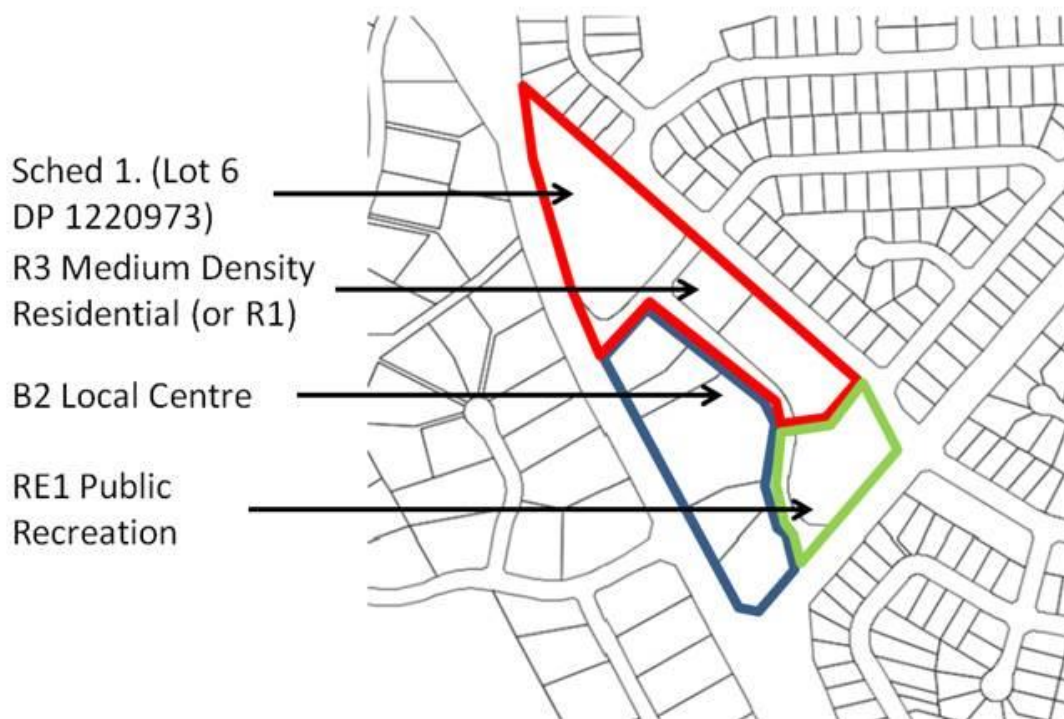 Sched 1. (Lot 6
DP 1220973)
R3 Medium Density
Residential (or R1)
B2 Local Centre
RE1 Public
Recreation